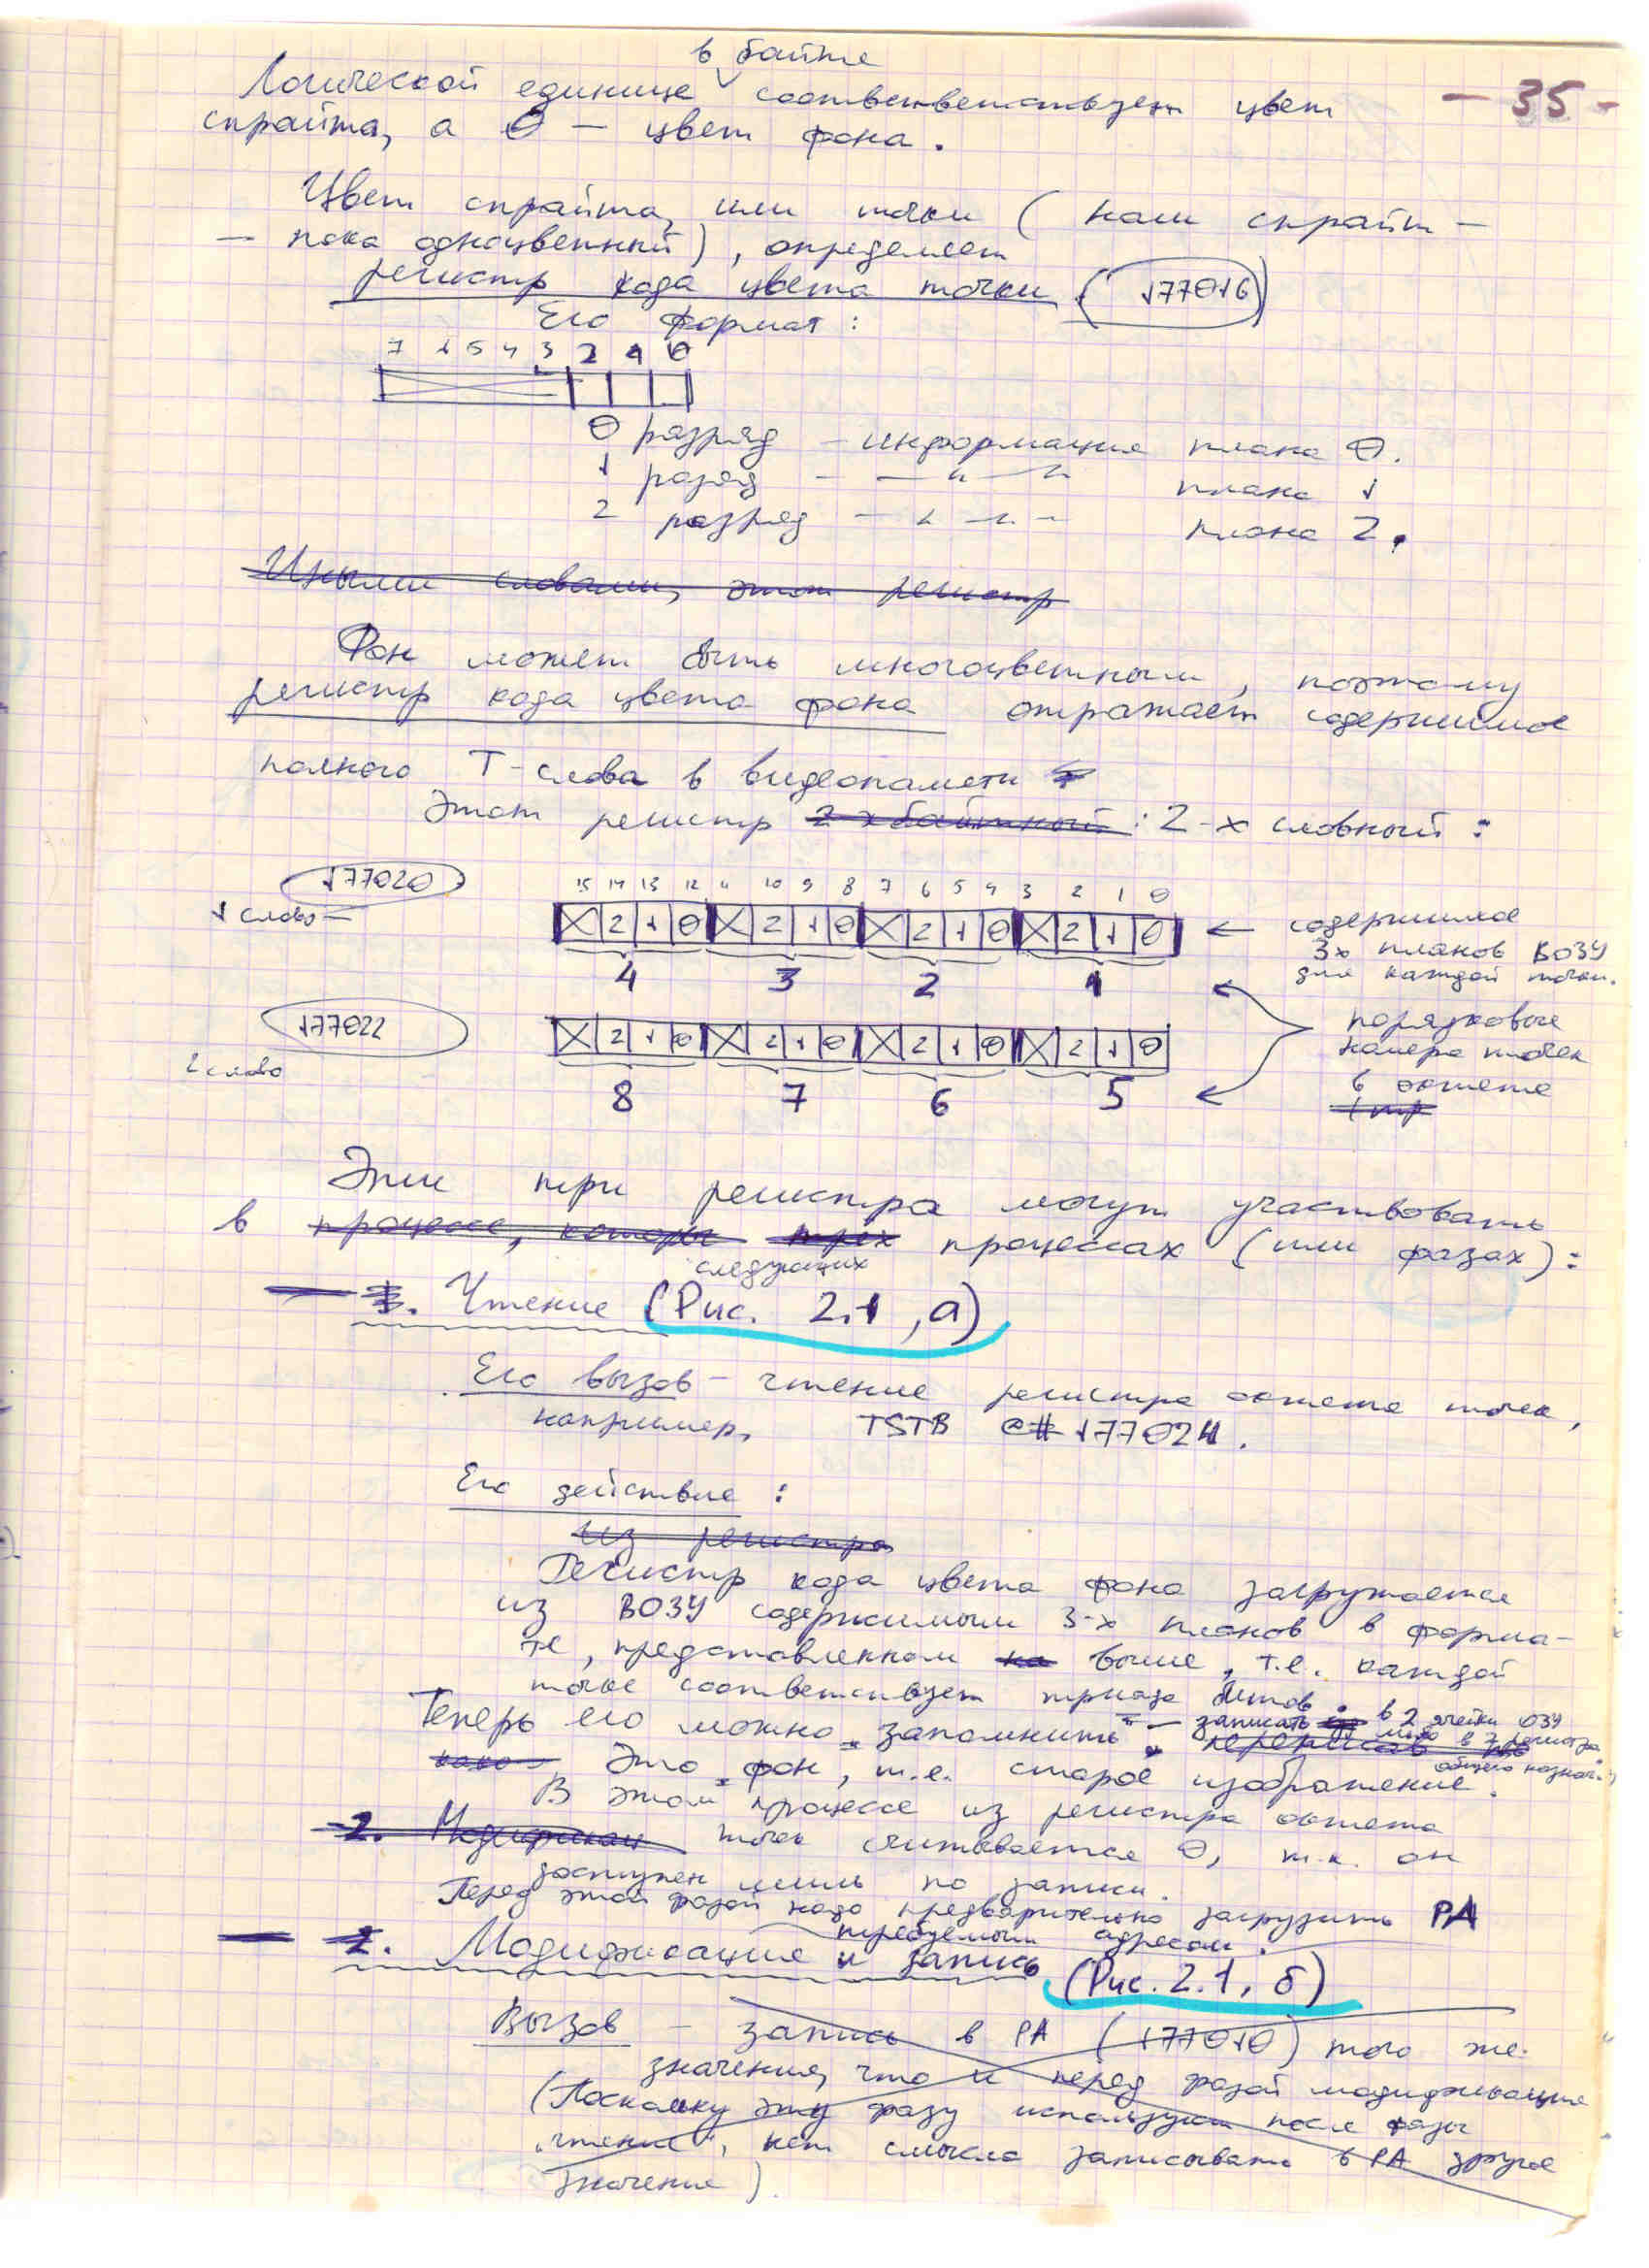 в байте
Логической единице соответстветствует цвет
— 35 -
спрайта, а 0 — цвет фона.
Цвет спрайта, или точки ( наш спрайт —
— пока одноцветный), определяет
регистр кода цвета точки (177016)
Его формат :
7 6 5 4 3 2 1 0
0 разряд – информация плана 0.
1 разряд – — " — плана 1
2 разряд – — " — плана 2.
Иными словами, этот регистр
Фон может быть многоцветным, поэтому
регистр кода цвета фона отражает содержимое
полного Т-слова в видеопамяти
Этот регистр 2-х байтный : 2-х словный :
177020
15 14 13 12 11 10 9 8 7 6 5 4 3 2 1 0
1 слово —
2 1 0 2 1 0 2 1 0 2 1 0
← содержимое
3х планов ВОЗУ
для каждой точки.
4 3 2 1
177022
2 1 0 2 1 0 2 1 0 2 1 0
порядковые
номера точек
в октете
2 слово
8 7 6 5
Эти три регистра могут участвовать
в процессе, которы трех процессах (или фазах) :
следующих
— 1. Чтение (Рис. 2.1, а)
Его вызов – чтение регистра октета точек,
например, TSTB @# 177024.
Его действие :
Из регистра
Регистр кода цвета фона загружается
из ВОЗУ содержимым 3-х планов в форма-
те, представленном на выше, т.е. каждой
точке соответствует триада битов.
Теперь его можно запомнить — записать в 2 ячейки ОЗУ
либо в 2 регистра
общего назнач.
Это фон, т.е. старое изображение.
В этом процессе из регистра октета
2. Модификац точек считывается 0, т.к. он
доступен лишь по записи.
Перед этой фазой надо предварительно загрузить РА
требуемым адресом.
— 2. Модификация и запись (Рис. 2.1, б)
Вызов – запись в РА (177010) того же
значения, что и перед фазой модификации
(Поскольку эту фазу используют после фазы
„чтение", нет смысла записывать в РА другое
значение).